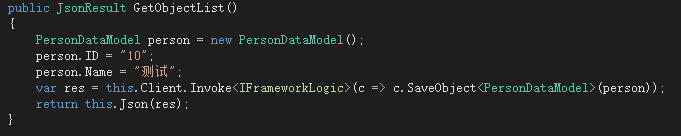 public JsonResult GetObjectList()
{
PersonDataModel person = new PersonDataModel();
person.ID = "10";
person.Name = "测试";
var res = this.Client.Invoke<IFrameworkLogic>(c => c.SaveObject<PersonDataModel>(person));
return this.Json(res);
}